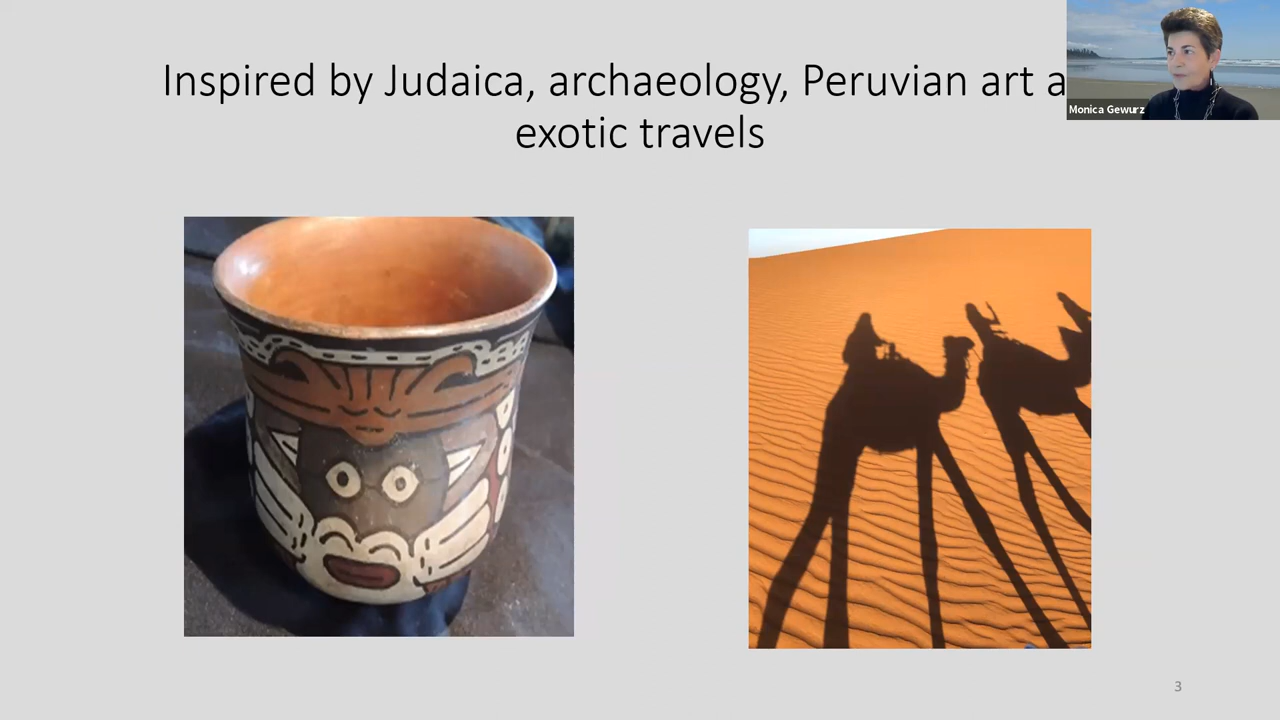 Inspired by Judaica, archaeology, Peruvian art a
exotic travels
Monica Gewurz
3